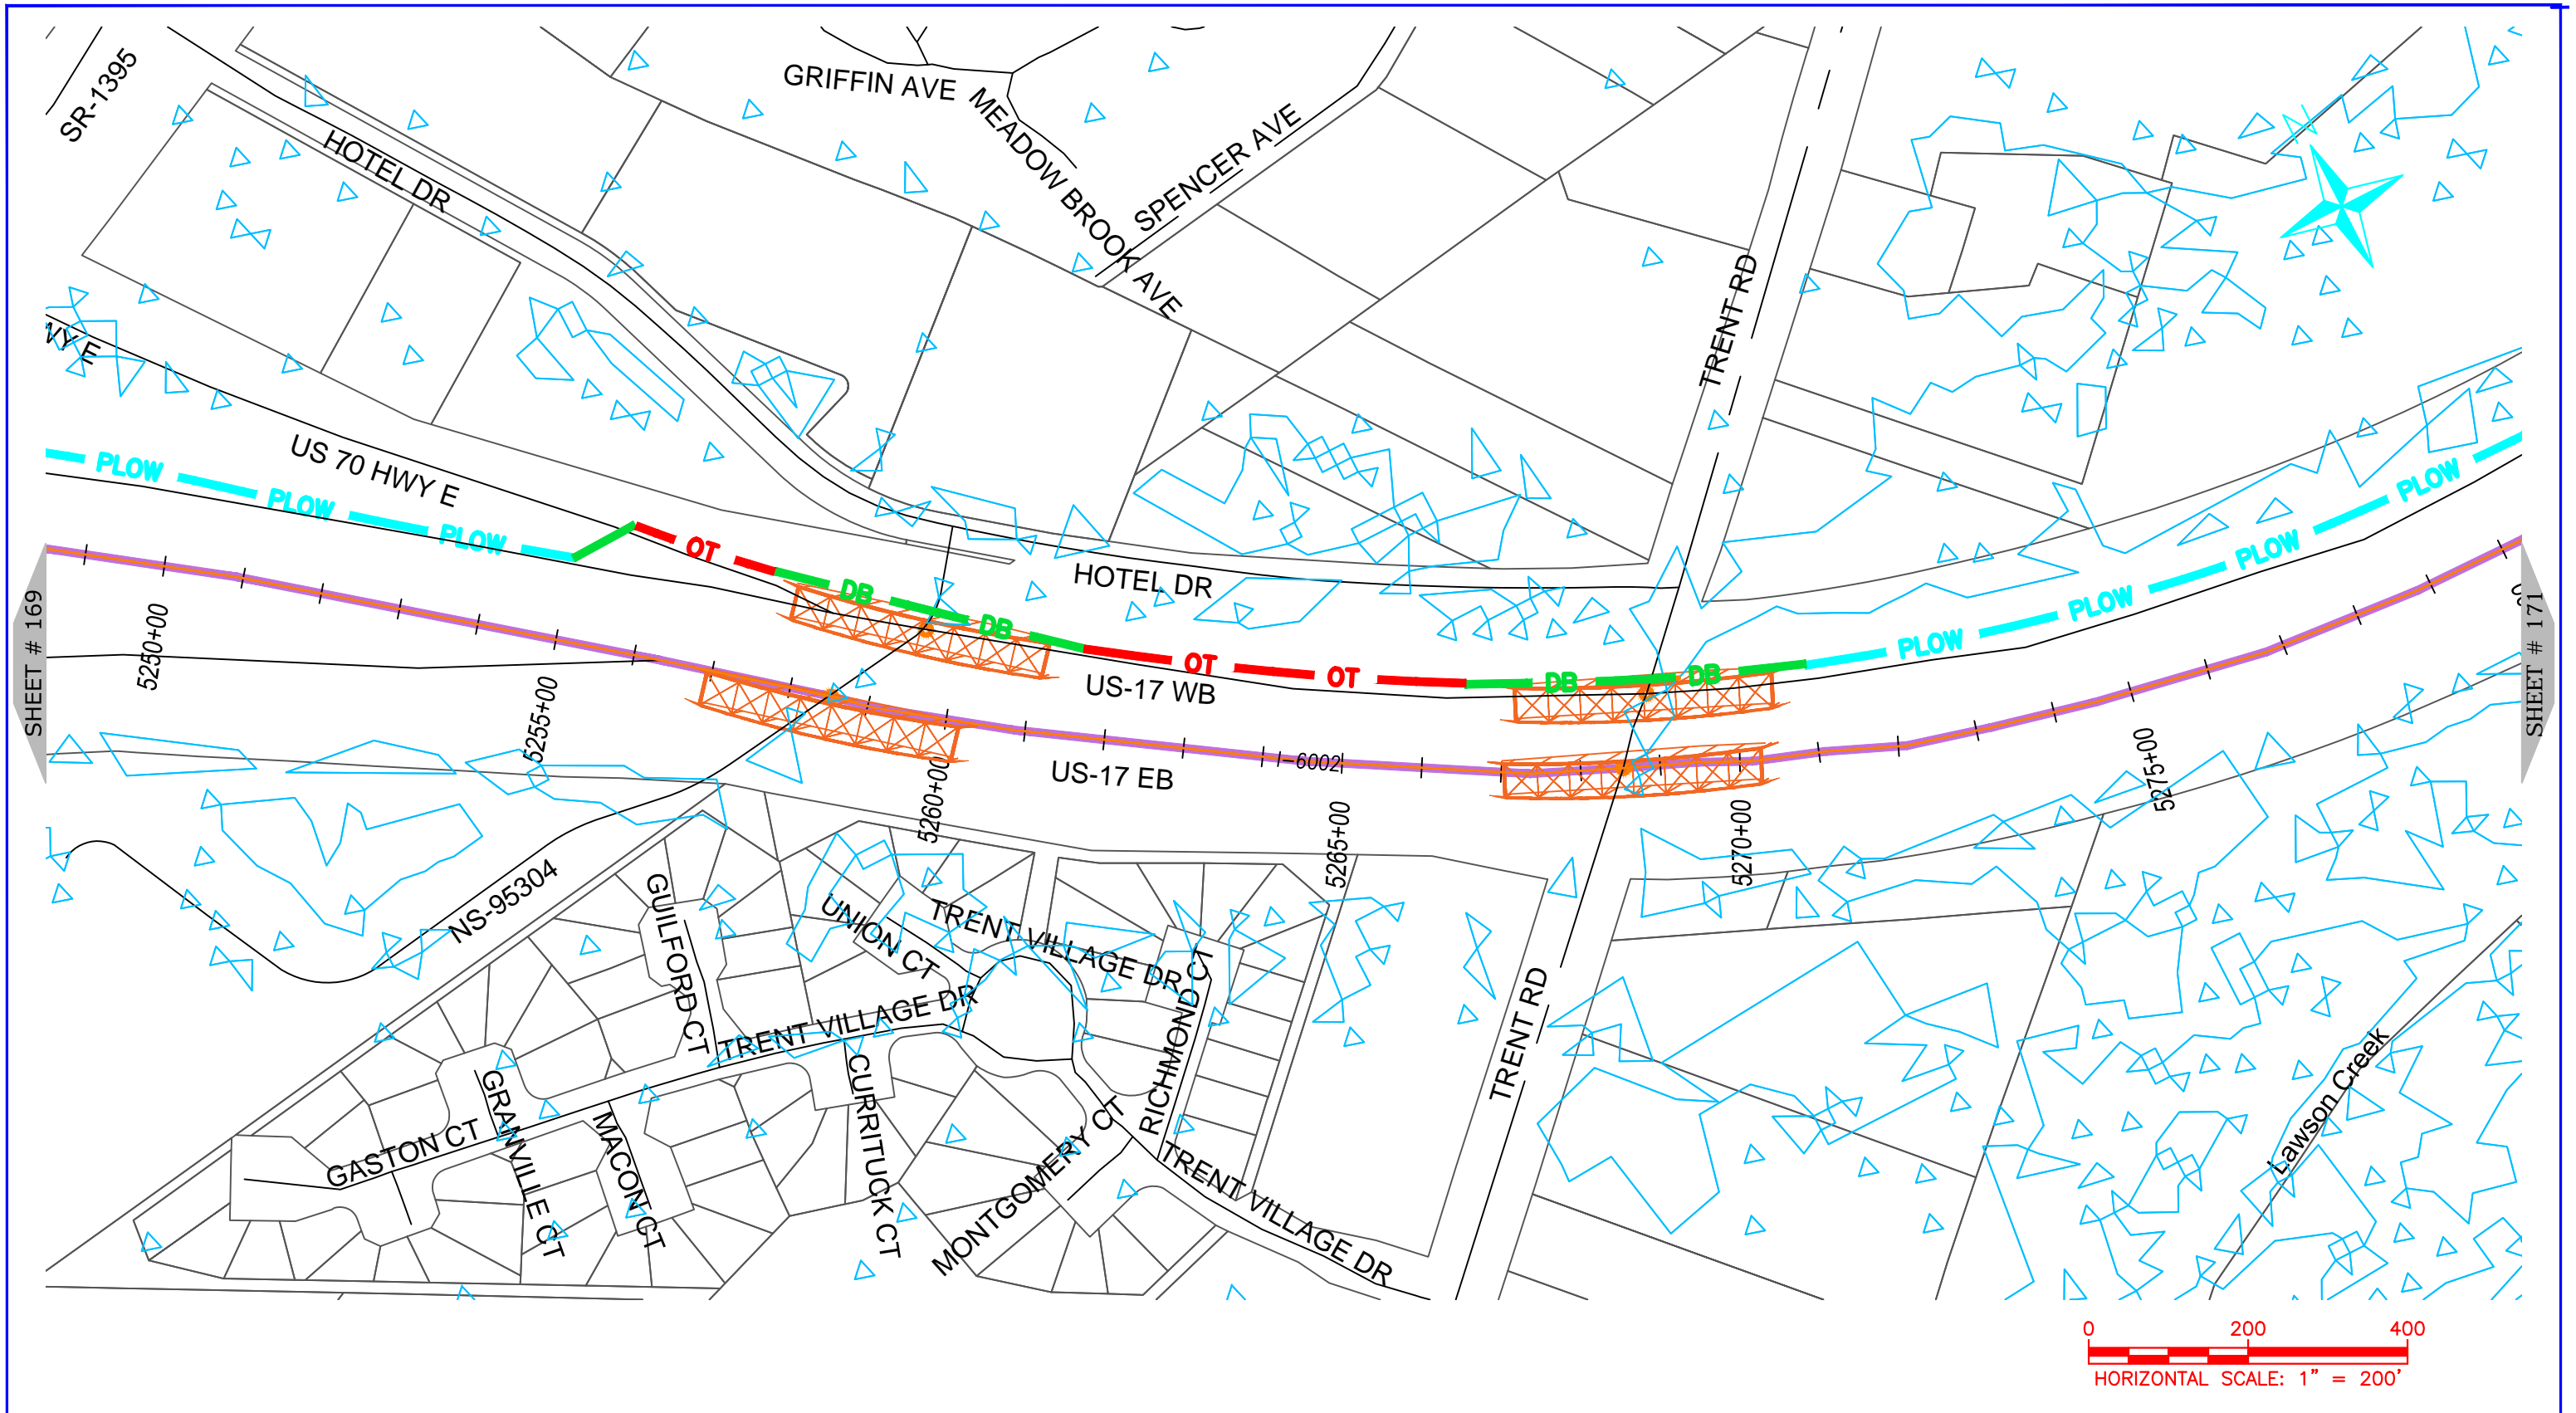 SR-1395
GRIFFIN AVE
MEADOW BROOK AVE
SPENCER AVE
HOTEL DR
TRENT RD
WY E
US 70 HWY E
PLOW
PLOW
PLOW
OT
DB
DB
OT
OT
DB
DB
PLOW
PLOW
PLOW
PLOW
HOTEL DR
US-17 WB
US-17 EB
6002
SHEET # 169
SHEET # 171
5250+00
5255+00
5260+00
5265+00
5270+00
5275+00
NS-95304
GUILFORD CT
UNION CT
TRENT VILLAGE DR
TRENT VILLAGE DR
RICHMOND CT
TRENT RD
GASTON CT
GRANVILLE CT
MACON CT
CURRITUCK CT
MONTGOMERY CT
TRENT VILLAGE DR
Lawson Creek
0 200 400
HORIZONTAL SCALE: 1" = 200'